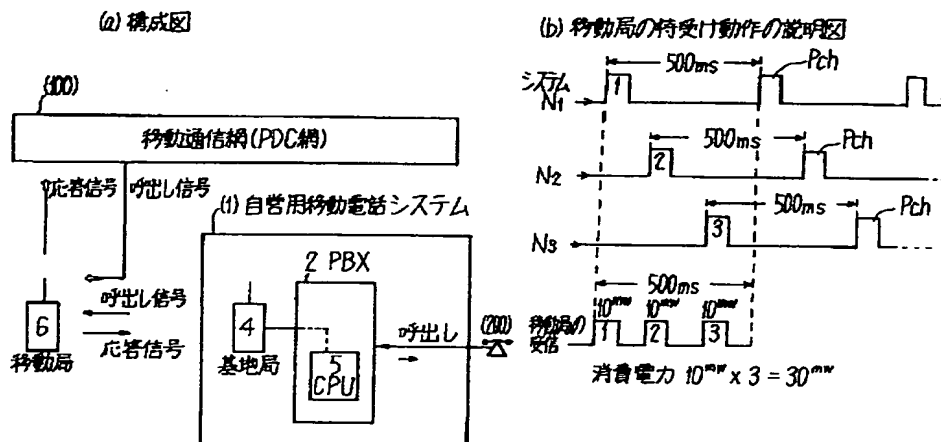 (a) 構成図
(100)
移動通信網(PDC網)
応答信号
呼出し信号
(1) 自営用移動電話システム
2 PBX
6
移動局
呼出し信号
応答信号
4
基地局
5
CPU
呼出し
(200)
(b) 移動局の待受け動作の説明図
500ms
Pch
システム
N1
1
500ms
Pch
N2
2
500ms
Pch
N3
3
500ms
10mw
10mw
10mw
移動局の
受信
1
2
3
消費電力 10mw x 3 = 30mw